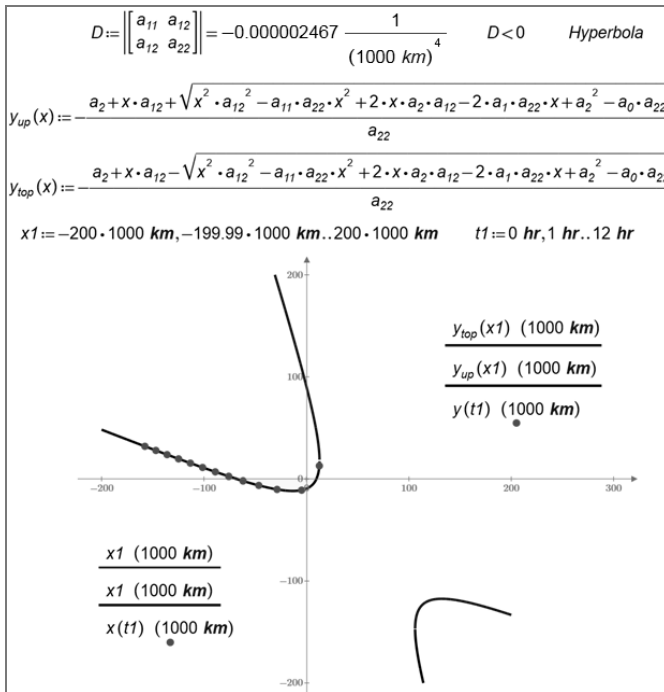 D:=|[a₁₁ a₁₂
a₁₂ a₂₂]|=-0.000002467 1/(1000 km)⁴ D<0 Hyperbola
y_up(x):=-(a₂+x•a₁₂+√(x²•a₁₂²-a₁₁•a₂₂•x²+2•x•a₂•a₁₂-2•a₁•a₂₂•x+a₂²-a₀•a₂₂))/a₂₂
y_top(x):=-(a₂+x•a₁₂-√(x²•a₁₂²-a₁₁•a₂₂•x²+2•x•a₂•a₁₂-2•a₁•a₂₂•x+a₂²-a₀•a₂₂))/a₂₂
x1:=-200•1000 km,-199.99•1000 km..200•1000 km t1:=0 hr,1 hr..12 hr
200
y_top(x1) (1000 km)
y_up(x1) (1000 km)
100
y(t1) (1000 km)
0
-200 -100 0 100 200 300
x1 (1000 km)
-100
x1 (1000 km)
x(t1) (1000 km)
-200